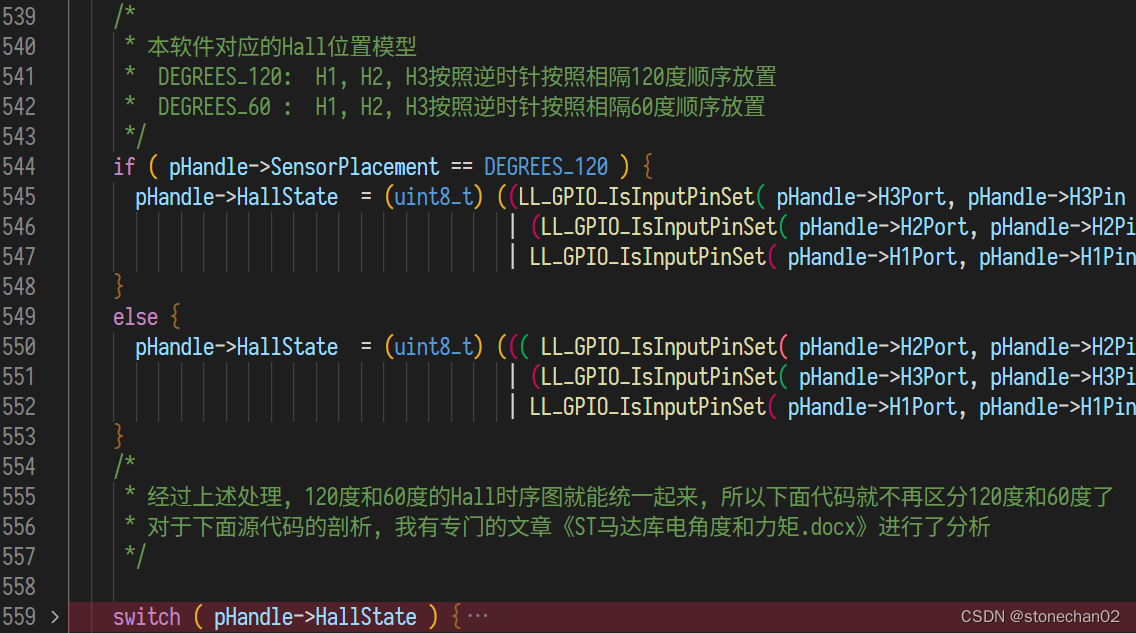 539 /*
540 * 本软件对应的Hall位置模型
541 * DEGREES_120: H1, H2, H3按照逆时针按照相隔120度顺序放置
542 * DEGREES_60 : H1, H2, H3按照逆时针按照相隔60度顺序放置
543 */
544 if ( pHandle->SensorPlacement == DEGREES_120 ) {
545 pHandle->HallState = (uint8_t) ((LL_GPIO_IsInputPinSet( pHandle->H3Port, pHandle->H3Pin
546 | (LL_GPIO_IsInputPinSet( pHandle->H2Port, pHandle->H2Pi
547 | LL_GPIO_IsInputPinSet( pHandle->H1Port, pHandle->H1Pin
548 }
549 else {
550 pHandle->HallState = (uint8_t) ((( LL_GPIO_IsInputPinSet( pHandle->H2Port, pHandle->H2Pi
551 | (LL_GPIO_IsInputPinSet( pHandle->H3Port, pHandle->H3Pi
552 | LL_GPIO_IsInputPinSet( pHandle->H1Port, pHandle->H1Pin
553 }
554 /*
555 * 经过上述处理，120度和60度的Hall时序图就能统一起来，所以下面代码就不再区分120度和60度了
556 * 对于下面源代码的剖析，我有专门的文章《ST马达库电角度和力矩.docx》进行了分析
557 */
558
559 switch ( pHandle->HallState ) {···
CSDN @stonechan02